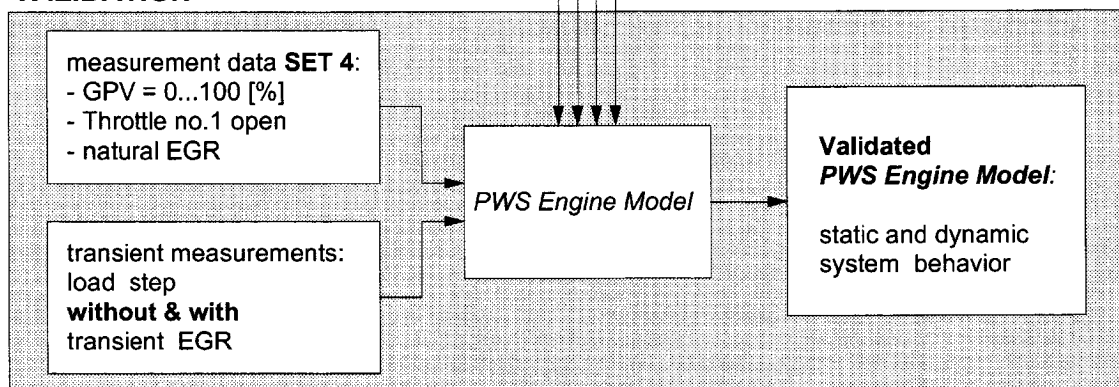 measurement data SET 4:
- GPV = 0...100 [%]
- Throttle no.1 open
- natural EGR
transient measurements:
load step
without & with
transient EGR
PWS Engine Model
Validated
PWS Engine Model:
static and dynamic
system behavior